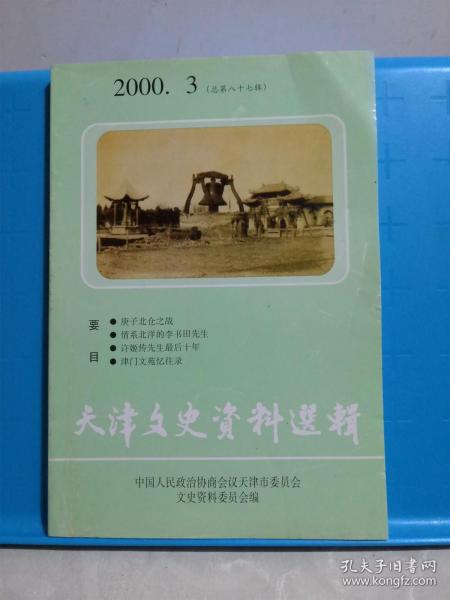 2000. 3（总第八十七辑）
要目
● 庚子北仓之战
● 情系北洋的李书田先生
● 许姬传先生最后十年
● 津门文苑忆往录
天津文史資料選輯
中国人民政治协商会议天津市委员会
文史资料委员会编
孔夫子旧书网
www.kongfz.com